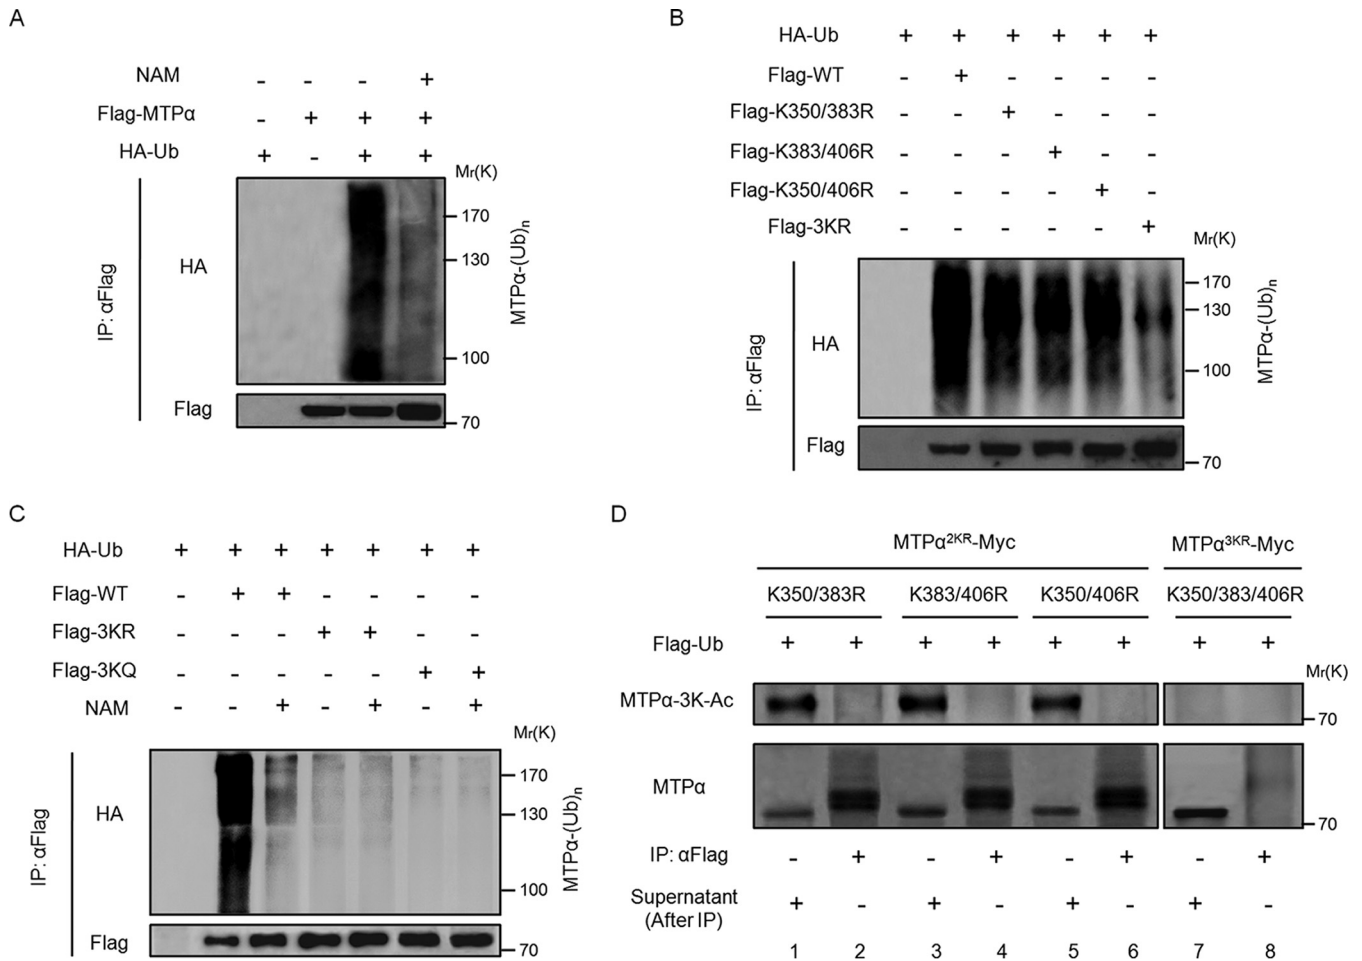 A
NAM - - - +
Flag-MTPα - + + +
HA-Ub + - + +
Mr(K)
170
130
100
HA
IP: αFlag
MTPα-(Ub)n
Flag
70
B
HA-Ub + + + + + +
Flag-WT - + - - - -
Flag-K350/383R - - + - - -
Flag-K383/406R - - - + - -
Flag-K350/406R - - - - + -
Flag-3KR - - - - - +
Mr(K)
170
130
100
HA
IP: αFlag
MTPα-(Ub)n
Flag
70
C
HA-Ub + + + + + + +
Flag-WT - + + - - - -
Flag-3KR - - - + + - -
Flag-3KQ - - - - - + +
NAM - - + - + - +
Mr(K)
170
130
100
HA
IP: αFlag
MTPα-(Ub)n
Flag
70
D
MTPα2KR-Myc MTPα3KR-Myc
K350/383R K383/406R K350/406R K350/383/406R
Flag-Ub + + + + + + + +
Mr(K)
MTPα-3K-Ac
70
MTPα
70
IP: αFlag - + - + - + - +
Supernatant
(After IP) + - + - + - + -
1 2 3 4 5 6 7 8